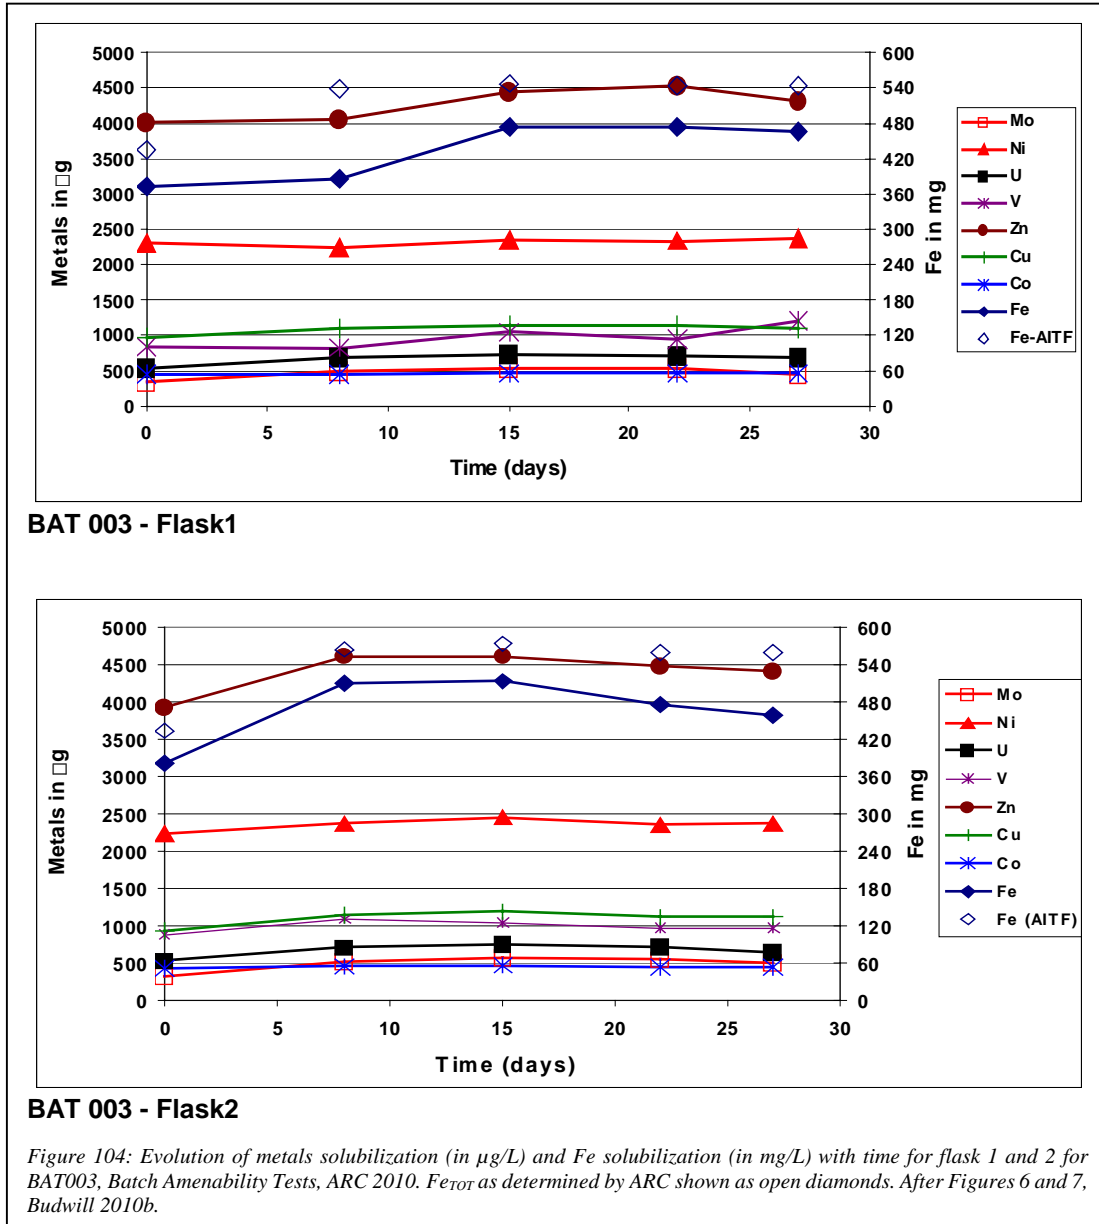 5000
4500
4000
3500
3000
2500
2000
1500
1000
500
0
Metals in □g
600
540
480
420
360
300
240
180
120
60
0
Fe in mg
0 5 10 15 20 25 30
Time (days)
Mo
Ni
U
V
Zn
Cu
Co
Fe
Fe-AITF
BAT 003 - Flask1
5000
4500
4000
3500
3000
2500
2000
1500
1000
500
0
Metals in □g
600
540
480
420
360
300
240
180
120
60
0
Fe in mg
0 5 10 15 20 25 30
Time (days)
Mo
Ni
U
V
Zn
Cu
Co
Fe
Fe (AITF)
BAT 003 - Flask2
Figure 104: Evolution of metals solubilization (in µg/L) and Fe solubilization (in mg/L) with time for flask 1 and 2 for
BAT003, Batch Amenability Tests, ARC 2010. FeTOT as determined by ARC shown as open diamonds. After Figures 6 and 7,
Budwill 2010b.